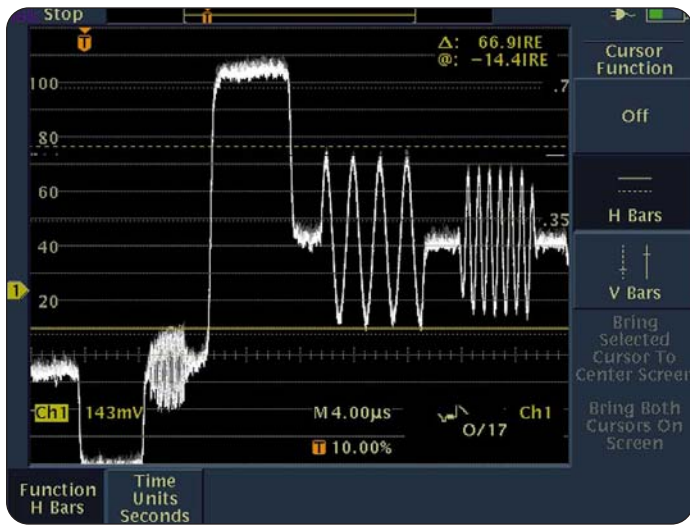 Stop
T
T
Δ: 66.9IRE
@: -14.4IRE
100
.7
80
60
.35
40
1
20
Ch1 143mV
M4.00µs
O/17
Ch1
T 10.00%
Cursor
Function
Off
H Bars
V Bars
Bring
Selected
Cursor To
Center Screen
Bring Both
Cursors On
Screen
Function
H Bars
Time
Units
Seconds